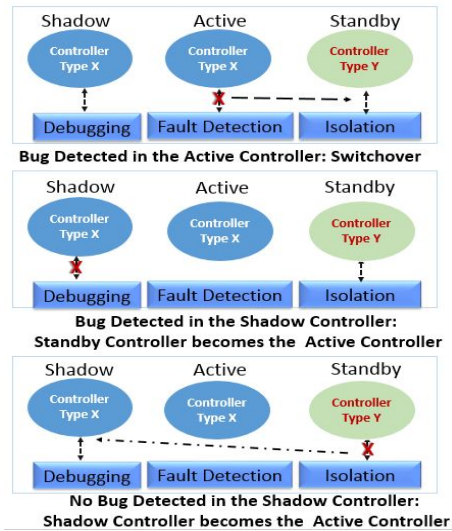 Shadow Active Standby
Controller Type X Controller Type X Controller Type Y
Debugging Fault Detection Isolation
Bug Detected in the Active Controller: Switchover
Shadow Active Standby
Controller Type X Controller Type X Controller Type Y
Debugging Fault Detection Isolation
Bug Detected in the Shadow Controller:
Standby Controller becomes the Active Controller
Shadow Active Standby
Controller Type X Controller Type X Controller Type Y
Debugging Fault Detection Isolation
No Bug Detected in the Shadow Controller:
Shadow Controller becomes the Active Controller